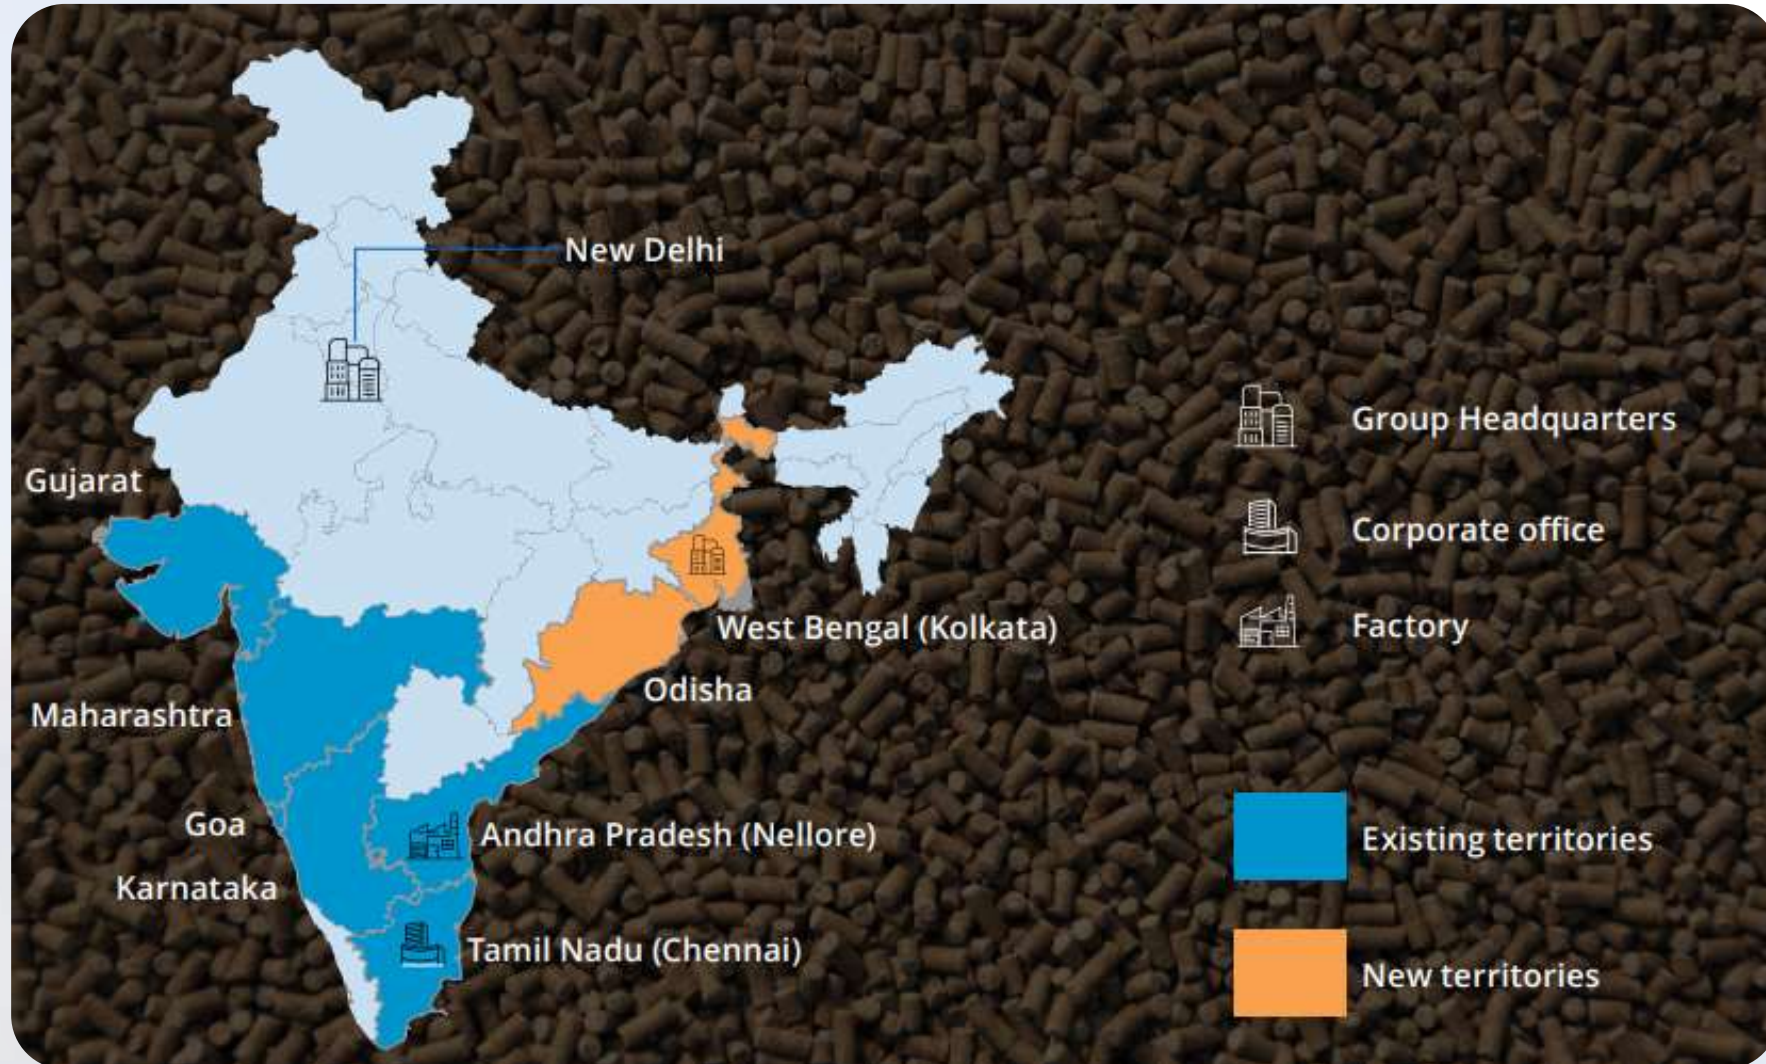 New Delhi
Gujarat
Group Headquarters
Corporate office
Factory
West Bengal (Kolkata)
Odisha
Maharashtra
Goa
Andhra Pradesh (Nellore)
Karnataka
Tamil Nadu (Chennai)
Existing territories
New territories